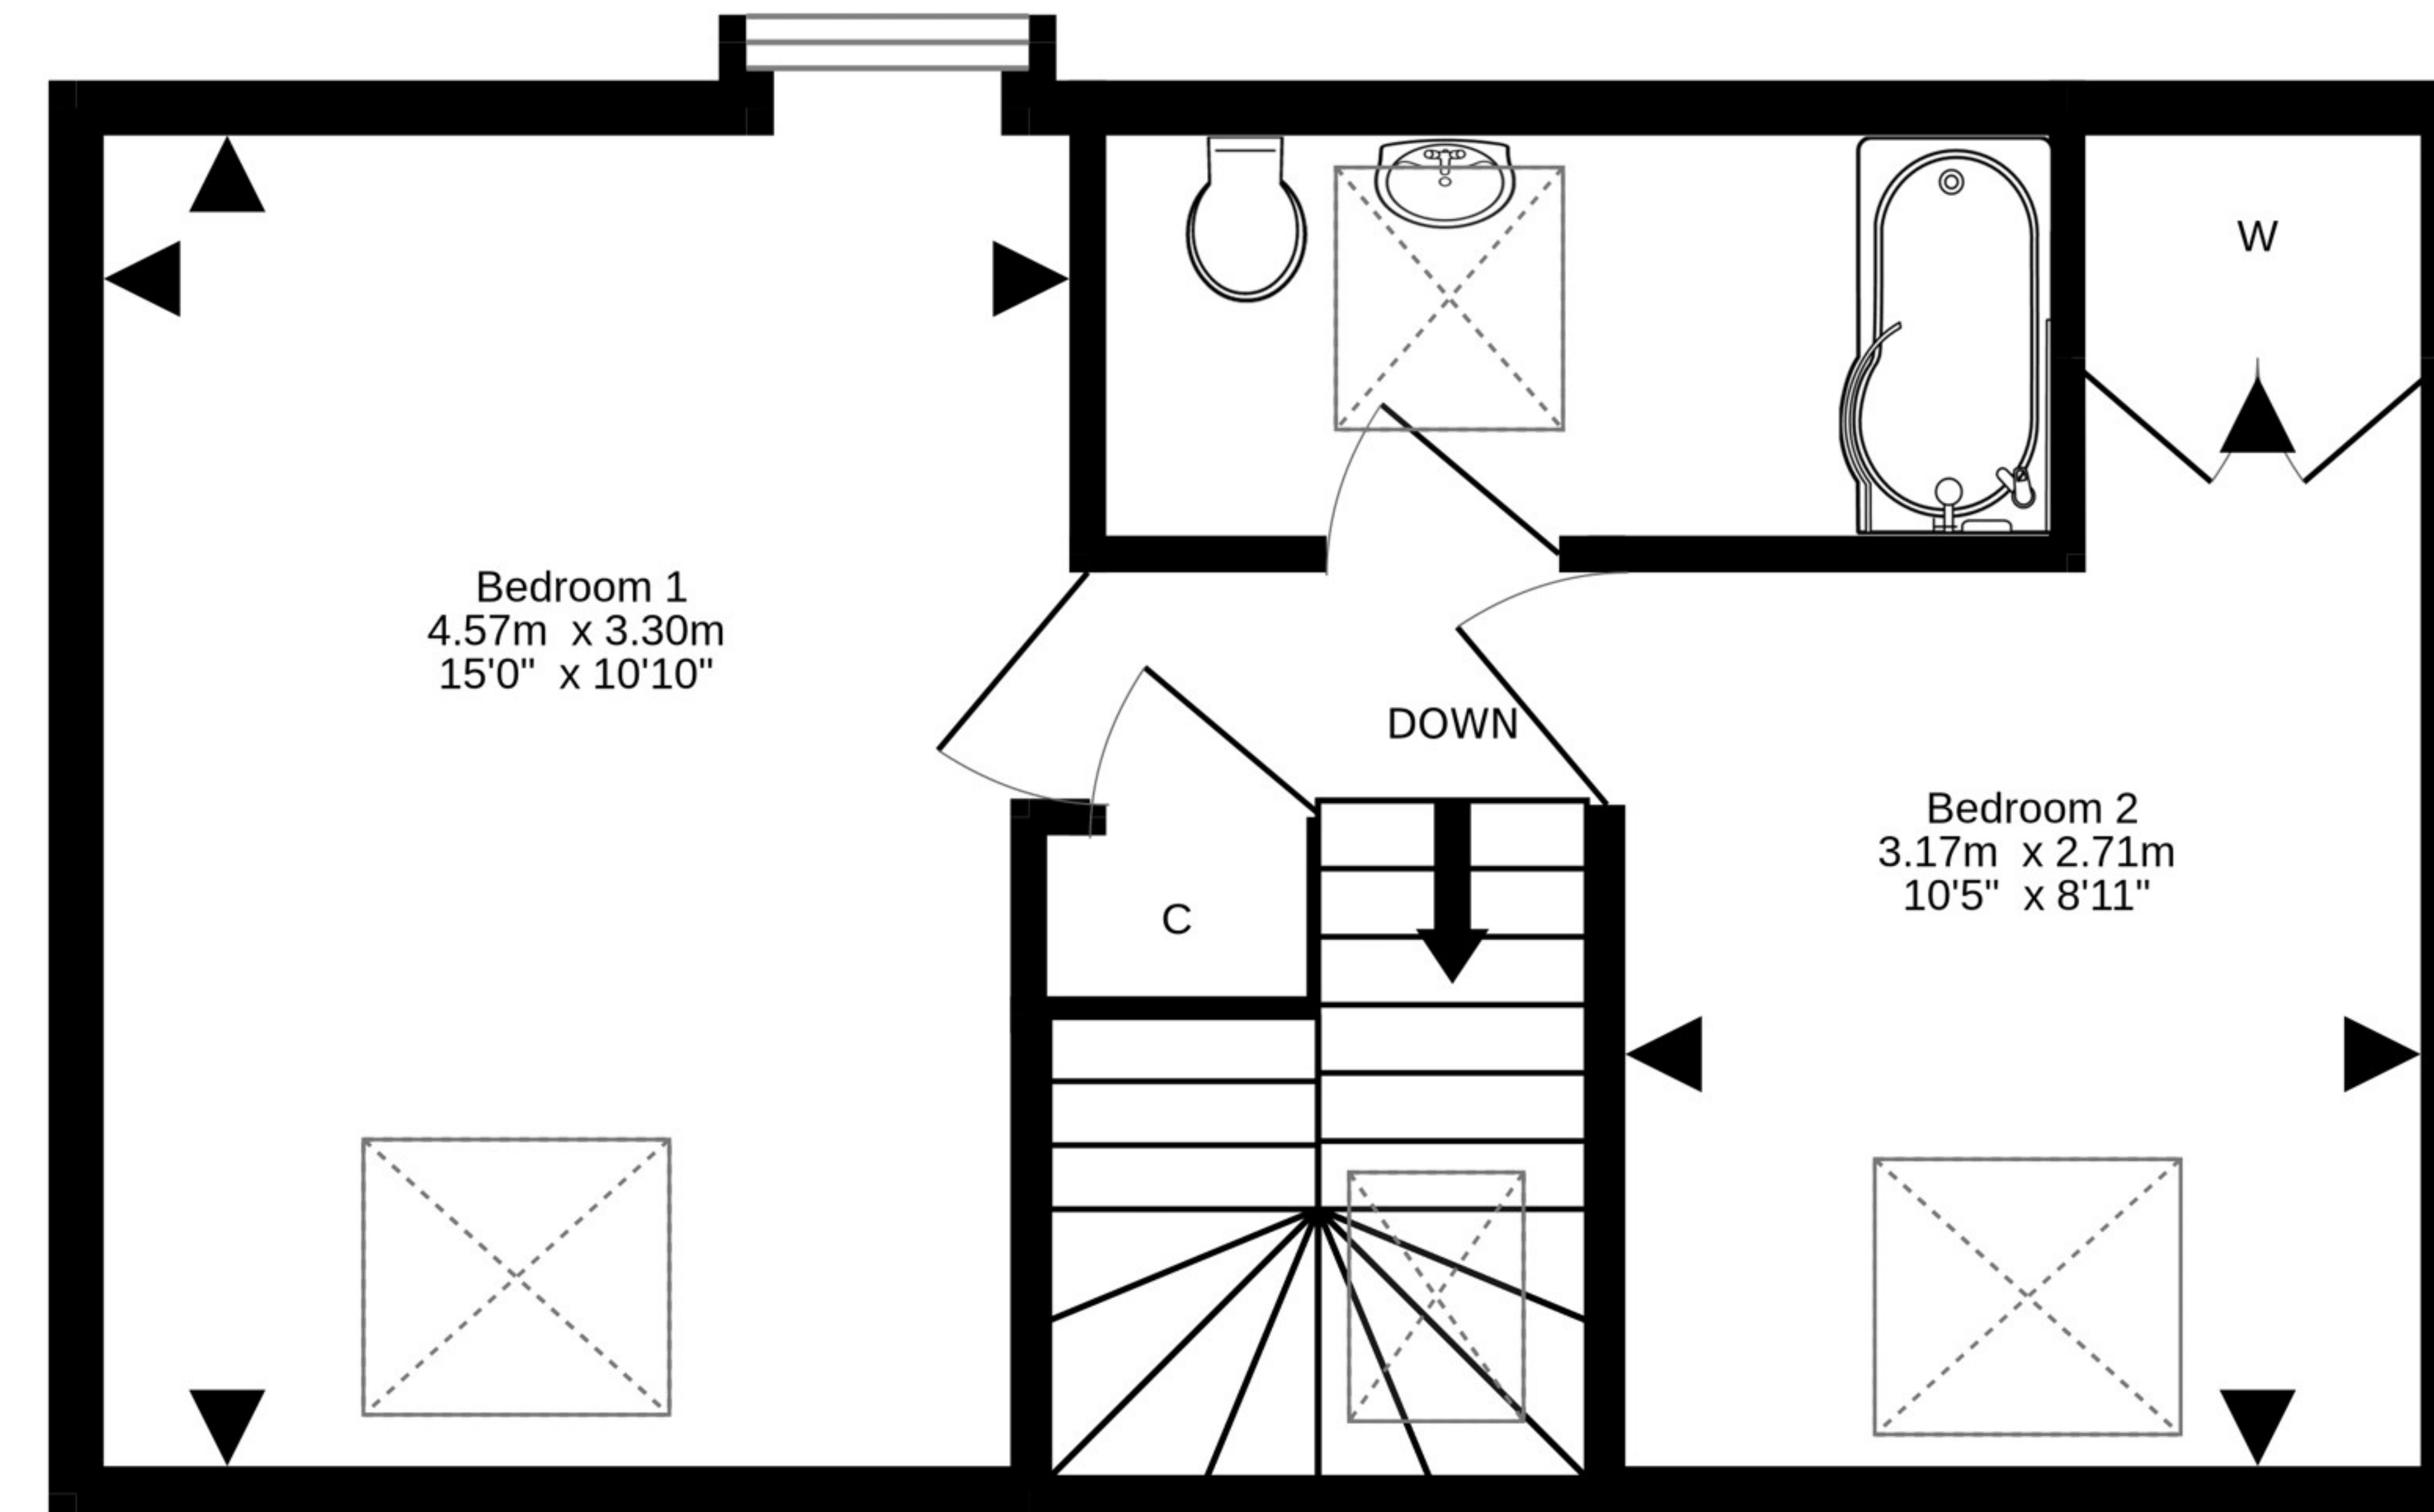 W
Bedroom 1
4.57m x 3.30m
15'0" x 10'10"
DOWN
Bedroom 2
3.17m x 2.71m
10'5" x 8'11"
C